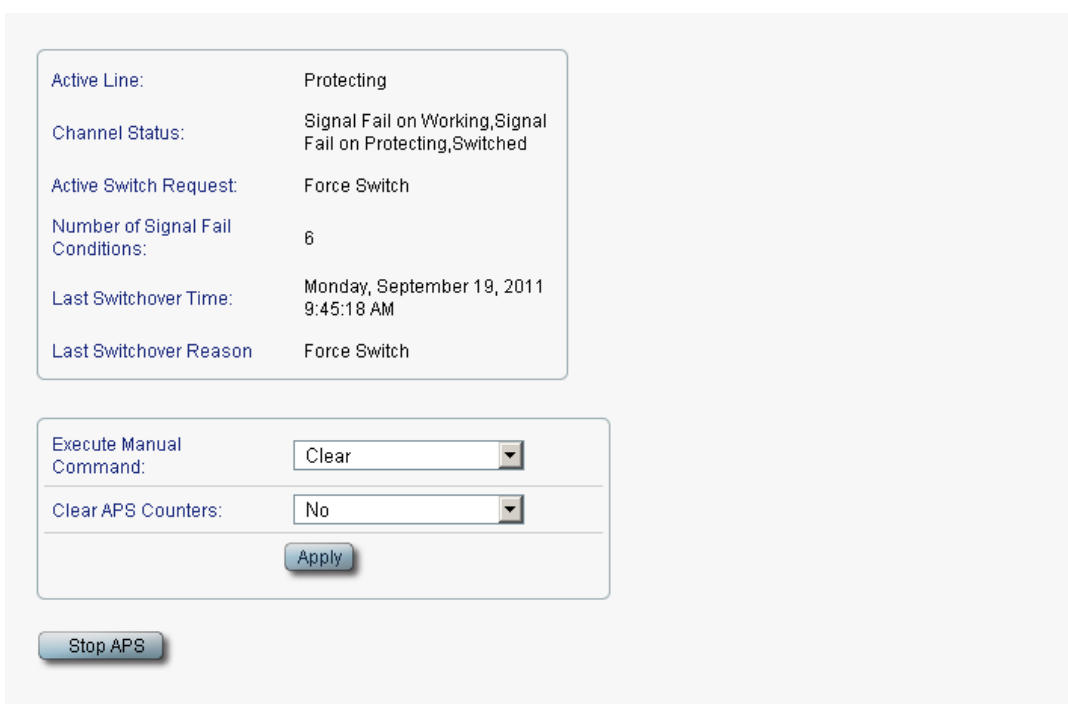 Active Line: Protecting
Channel Status: Signal Fail on Working,Signal
Fail on Protecting,Switched
Active Switch Request: Force Switch
Number of Signal Fail
Conditions: 6
Last Switchover Time: Monday, September 19, 2011
9:45:18 AM
Last Switchover Reason Force Switch
Execute Manual
Command: Clear
Clear APS Counters: No
Apply
Stop APS